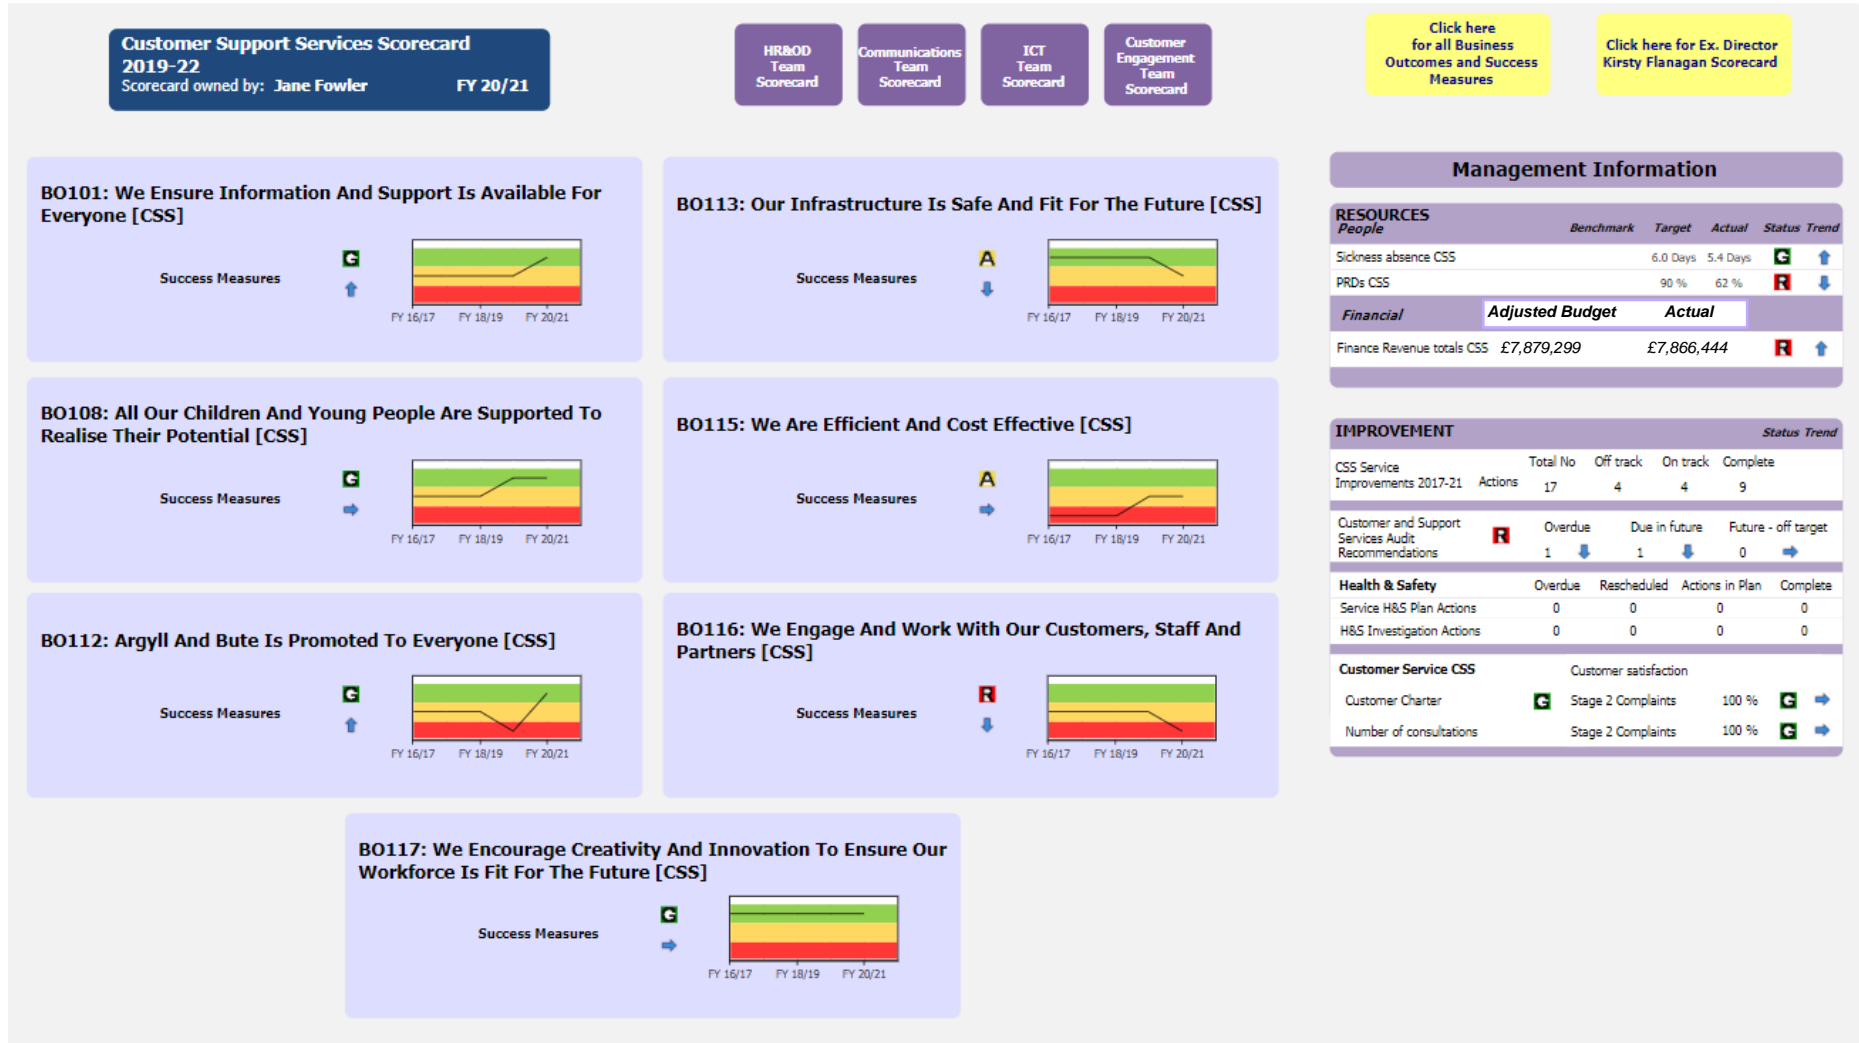 Customer Support Services Scorecard
2019-22
Scorecard owned by: Jane Fowler FY 20/21
HR&OD
Team
Scorecard
Communications
Team
Scorecard
ICT
Team
Scorecard
Customer
Engagement
Team
Scorecard
Click here
for all Business
Outcomes and Success
Measures
Click here for Ex. Director
Kirsty Flanagan Scorecard
BO101: We Ensure Information And Support Is Available For
Everyone [CSS]
Success Measures
G
FY 16/17 FY 18/19 FY 20/21
BO113: Our Infrastructure Is Safe And Fit For The Future [CSS]
Success Measures
A
FY 16/17 FY 18/19 FY 20/21
BO108: All Our Children And Young People Are Supported To
Realise Their Potential [CSS]
Success Measures
G
FY 16/17 FY 18/19 FY 20/21
BO115: We Are Efficient And Cost Effective [CSS]
Success Measures
A
FY 16/17 FY 18/19 FY 20/21
BO112: Argyll And Bute Is Promoted To Everyone [CSS]
Success Measures
G
FY 16/17 FY 18/19 FY 20/21
BO116: We Engage And Work With Our Customers, Staff And
Partners [CSS]
Success Measures
R
FY 16/17 FY 18/19 FY 20/21
BO117: We Encourage Creativity And Innovation To Ensure Our
Workforce Is Fit For The Future [CSS]
Success Measures
G
FY 16/17 FY 18/19 FY 20/21
Management Information
RESOURCES
People Benchmark Target Actual Status Trend
Sickness absence CSS 6.0 Days 5.4 Days G
PRDs CSS 90 % 62 % R
Financial Adjusted Budget Actual
Finance Revenue totals CSS £7,879,299 £7,866,444 R
IMPROVEMENT Status Trend
CSS Service
Improvements 2017-21 Actions
Total No Off track On track Complete
17 4 4 9
Customer and Support
Services Audit
Recommendations
R
Overdue Due in future Future - off target
1 1 0
Health & Safety Overdue Rescheduled Actions in Plan Complete
Service H&S Plan Actions 0 0 0 0
H&S Investigation Actions 0 0 0 0
Customer Service CSS Customer satisfaction
Customer Charter G Stage 2 Complaints 100 % G
Number of consultations Stage 2 Complaints 100 % G